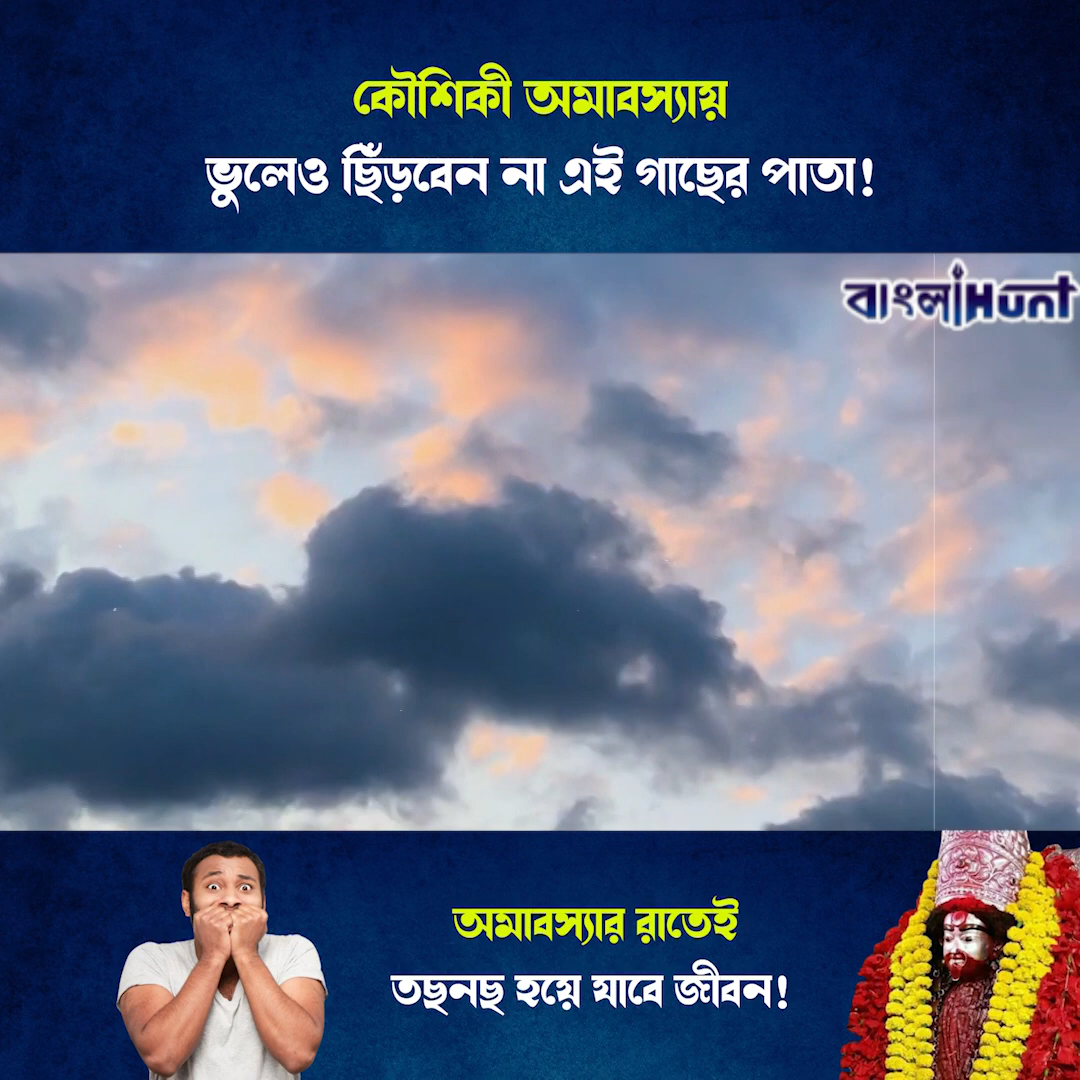 কৌশিকী অমাবস্যায়
ভুলেও ছিঁড়বেন না এই গাছের পাতা!
বাংলাHunt
অমাবস্যার রাতেই
তছনছ হয়ে যাবে জীবন!